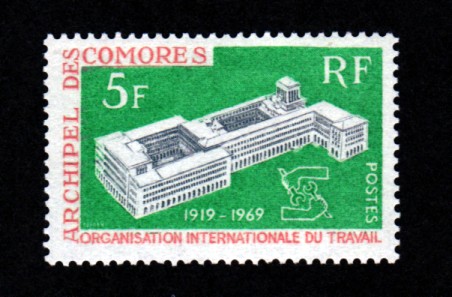 ARCHIPEL DES COMORES
5F
RF
1919 - 1969
POSTES
ORGANISATION INTERNATIONALE DU TRAVAIL